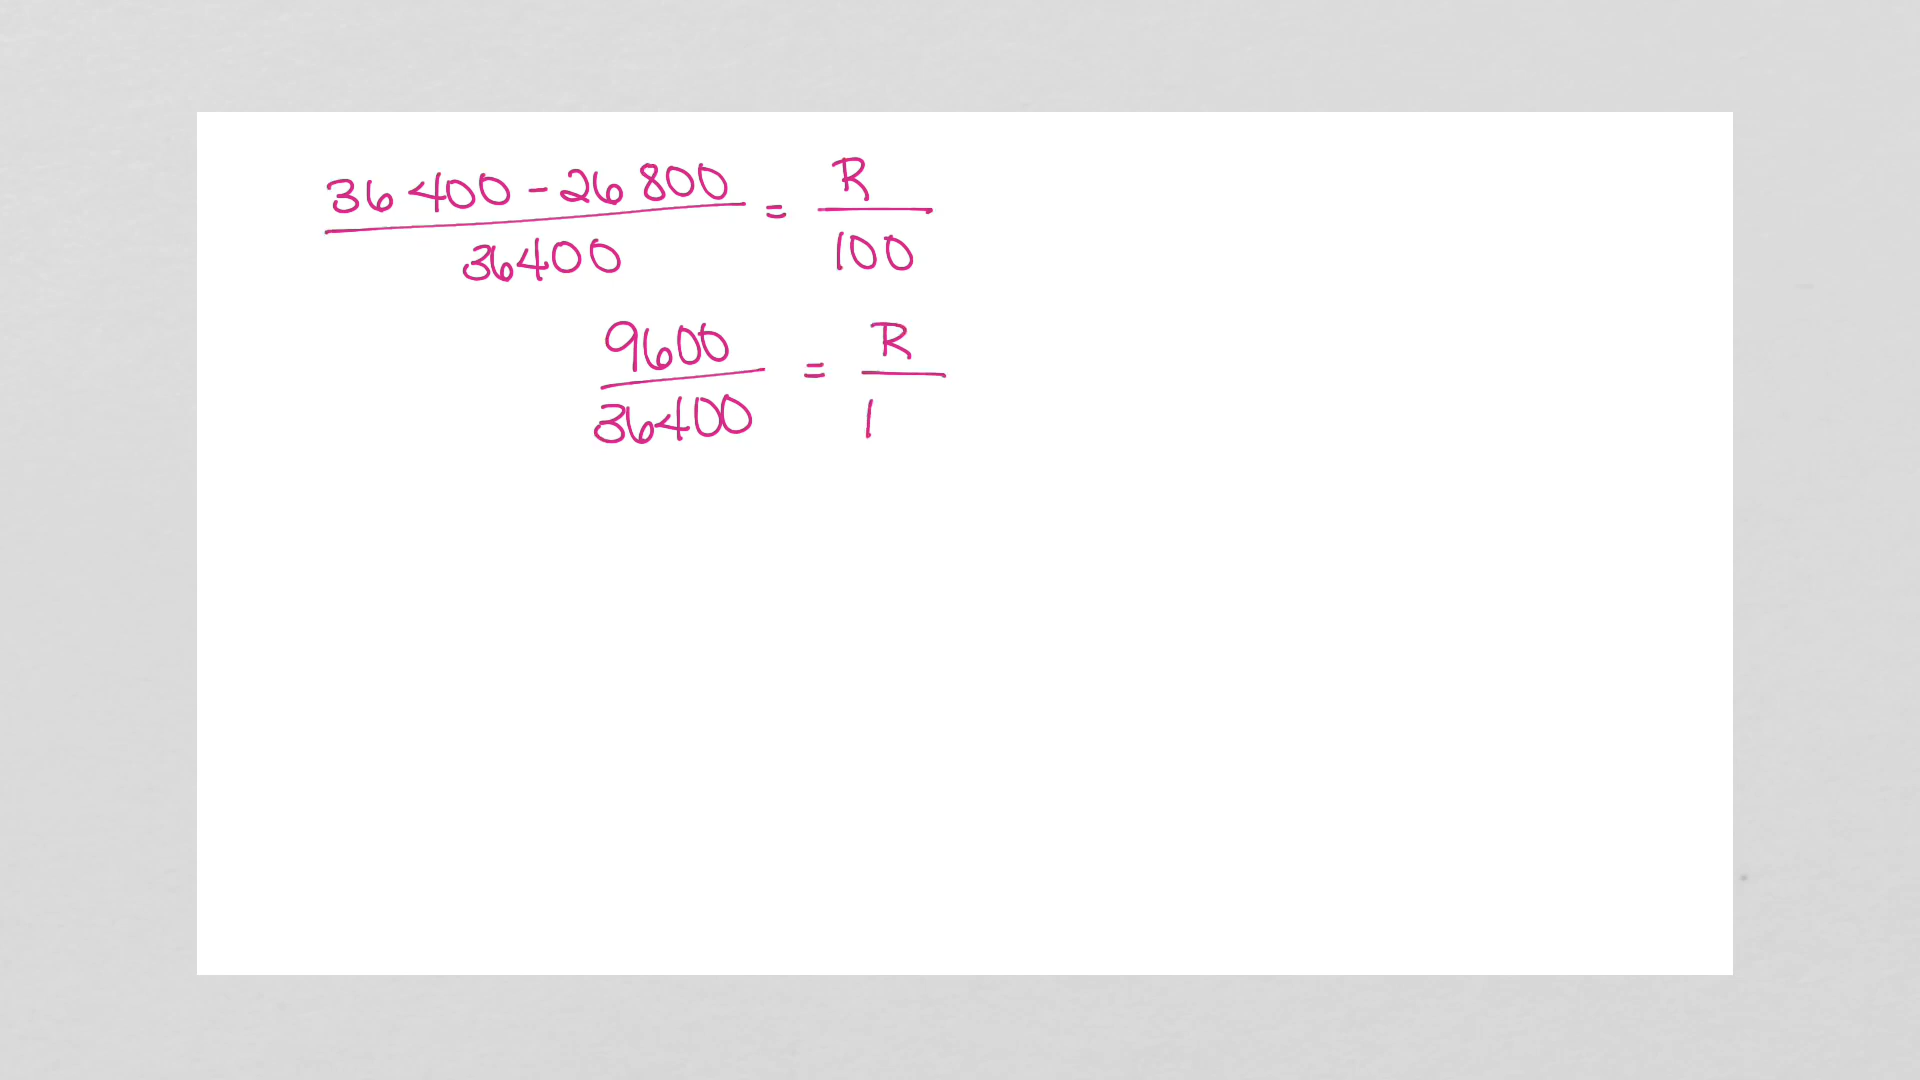 36 400 - 26 800 / 36400 = R / 100
9600 / 36400 = R / 1